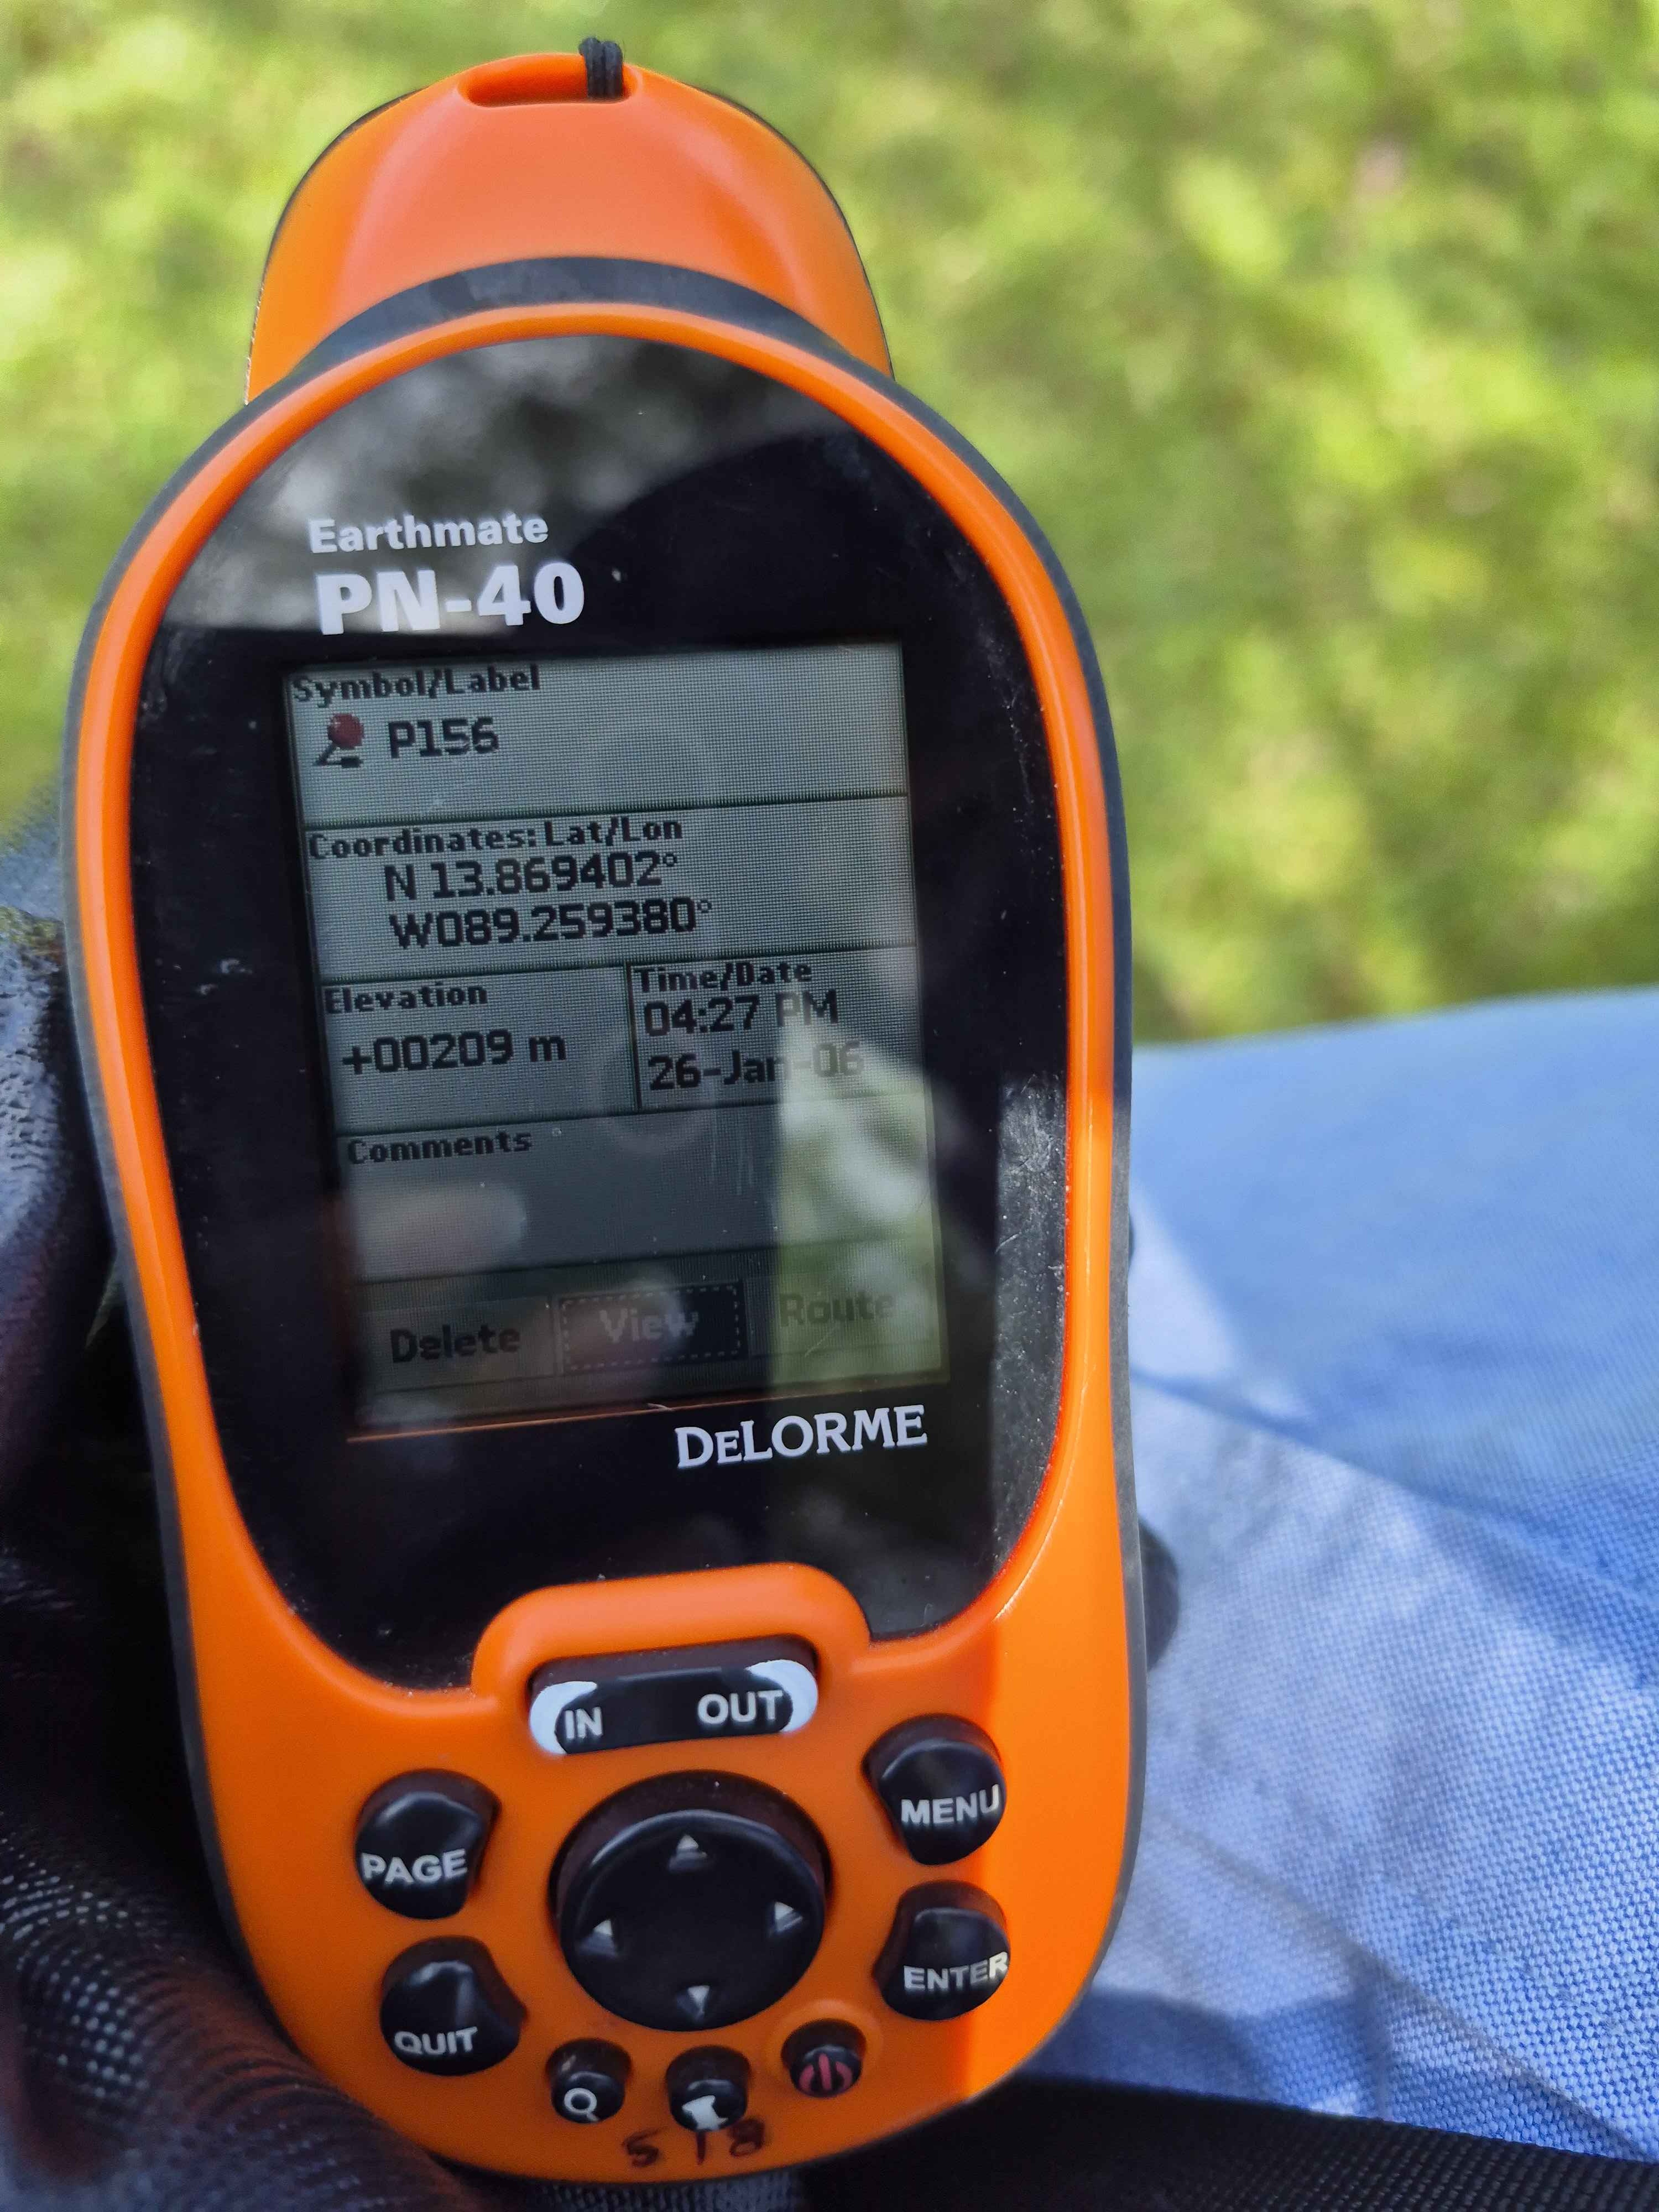 Earthmate
PN-40
Symbol/Label
P156
Coordinates: Lat/Lon
N 13.869402°
W089.259380°
Elevation
+00209 m
Time/Date
04:27 PM
26-Jan-06
Comments
Delete View Route
DELORME
IN OUT
MENU
PAGE
ENTER
QUIT
Q
518